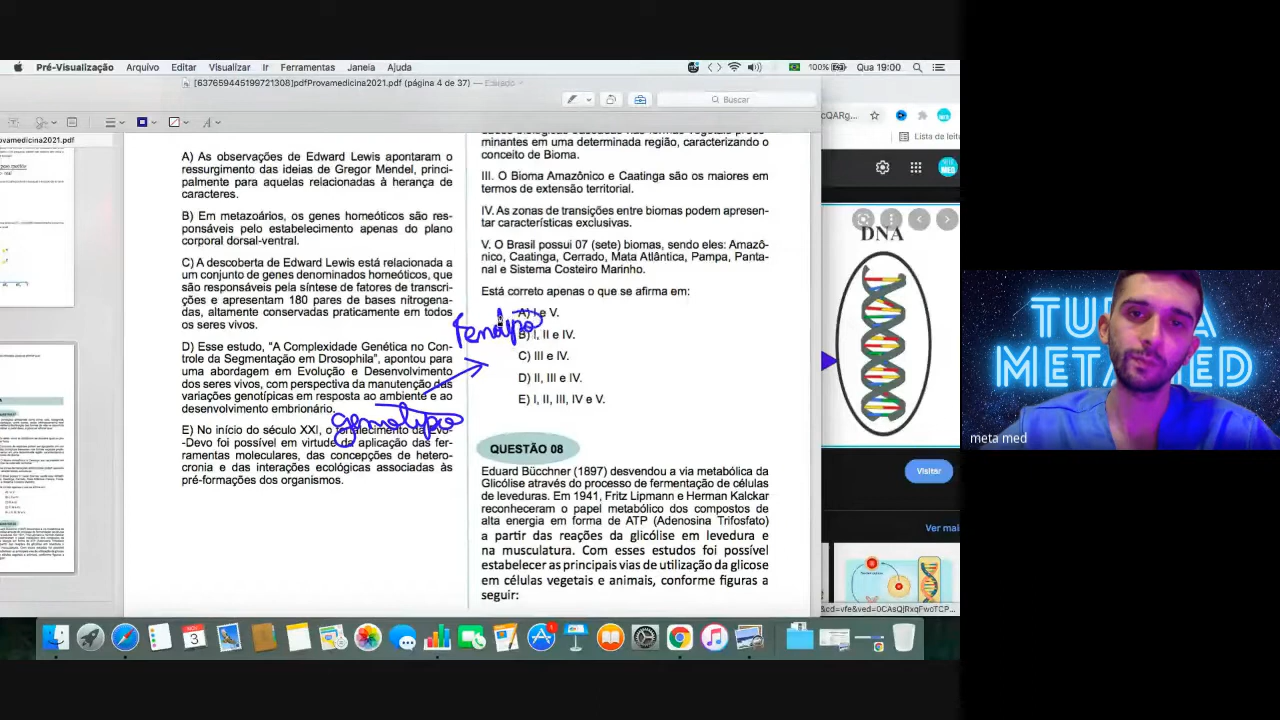 Pré-Visualização Arquivo Editar Visualizar Ir Ferramentas Janela Ajuda 100% Qua 19:00
[637659445199721308]pdfProvamedicina2021.pdf (página 4 de 37) — Editado
Buscar
ovamedicina2021.pdf
A) As observações de Edward Lewis apontaram o
ressurgimento das ideias de Gregor Mendel, princi-
palmente para aquelas relacionadas à herança de
caracteres.
B) Em metazoários, os genes homeóticos são res-
ponsáveis pelo estabelecimento apenas do plano
corporal dorsal-ventral.
C) A descoberta de Edward Lewis está relacionada a
um conjunto de genes denominados homeóticos, que
são responsáveis pela síntese de fatores de transcri-
ções e apresentam 180 pares de bases nitrogena-
das, altamente conservadas praticamente em todos
os seres vivos.
D) Esse estudo, "A Complexidade Genética no Con-
trole da Segmentação em Drosophila", apontou para
uma abordagem em Evolução e Desenvolvimento
dos seres vivos, com perspectiva da manutenção das
variações genotípicas em resposta ao ambiente e ao
desenvolvimento embrionário.
genotipo
E) No início do século XXI, o fortalecimento da Evo-
-Devo foi possível em virtude da aplicação das fer-
ramentas moleculares, das concepções de hetero-
cronia e das interações ecológicas associadas às
pré-formações dos organismos.
minantes em uma determinada região, caracterizando o
conceito de Bioma.
III. O Bioma Amazônico e Caatinga são os maiores em
termos de extensão territorial.
IV. As zonas de transições entre biomas podem apresen-
tar características exclusivas.
V. O Brasil possui 07 (sete) biomas, sendo eles: Amazô-
nico, Caatinga, Cerrado, Mata Atlântica, Pampa, Panta-
nal e Sistema Costeiro Marinho.
Está correto apenas o que se afirma em:
A) I e V.
fenotipo
B) I, II e IV.
C) III e IV.
D) II, III e IV.
E) I, II, III, IV e V.
QUESTÃO 08
Eduard Bücchner (1897) desvendou a via metabólica da
Glicólise através do processo de fermentação de células
de leveduras. Em 1941, Fritz Lipmann e Herman Kalckar
reconheceram o papel metabólico dos compostos de
alta energia em forma de ATP (Adenosina Trifosfato)
a partir das reações da glicólise em levedura e
na musculatura. Com esses estudos foi possível
estabelecer as principais vias de utilização da glicose
em células vegetais e animais, conforme figuras a
seguir:
Lista de leit
DNA
Visitar
Ver mai
NOV
3
METAMED
meta med